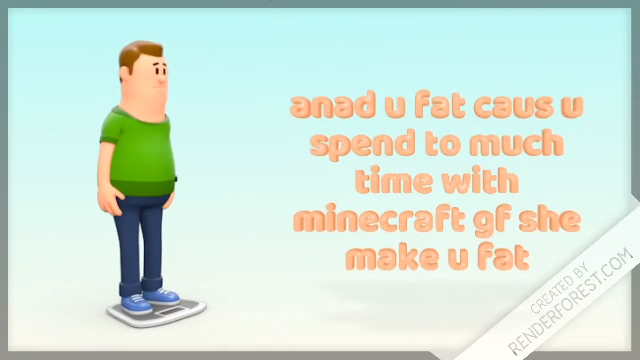 anad u fat caus u
spend to much
time with
minecraft gf she
make u fat
CREATED BY
RENDERFOREST.COM